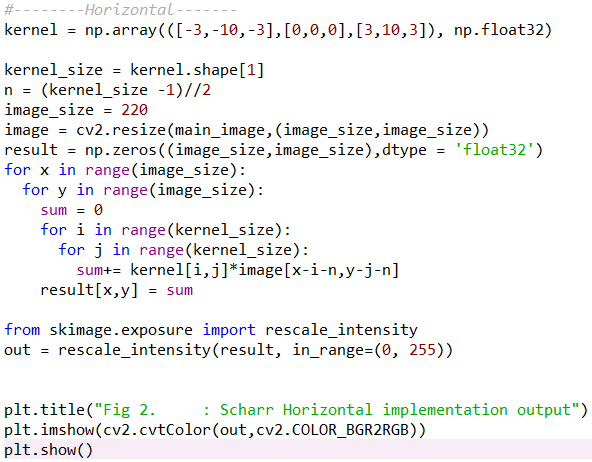 #--------Horizontal-------
kernel = np.array(([-3,-10,-3],[0,0,0],[3,10,3]), np.float32)

kernel_size = kernel.shape[1]
n = (kernel_size -1)//2
image_size = 220
image = cv2.resize(main_image,(image_size,image_size))
result = np.zeros((image_size,image_size),dtype = 'float32')
for x in range(image_size):
  for y in range(image_size):
    sum = 0
    for i in range(kernel_size):
      for j in range(kernel_size):
        sum+= kernel[i,j]*image[x-i-n,y-j-n]
    result[x,y] = sum

from skimage.exposure import rescale_intensity
out = rescale_intensity(result, in_range=(0, 255))


plt.title("Fig 2.     : Scharr Horizontal implementation output")
plt.imshow(cv2.cvtColor(out,cv2.COLOR_BGR2RGB))
plt.show()